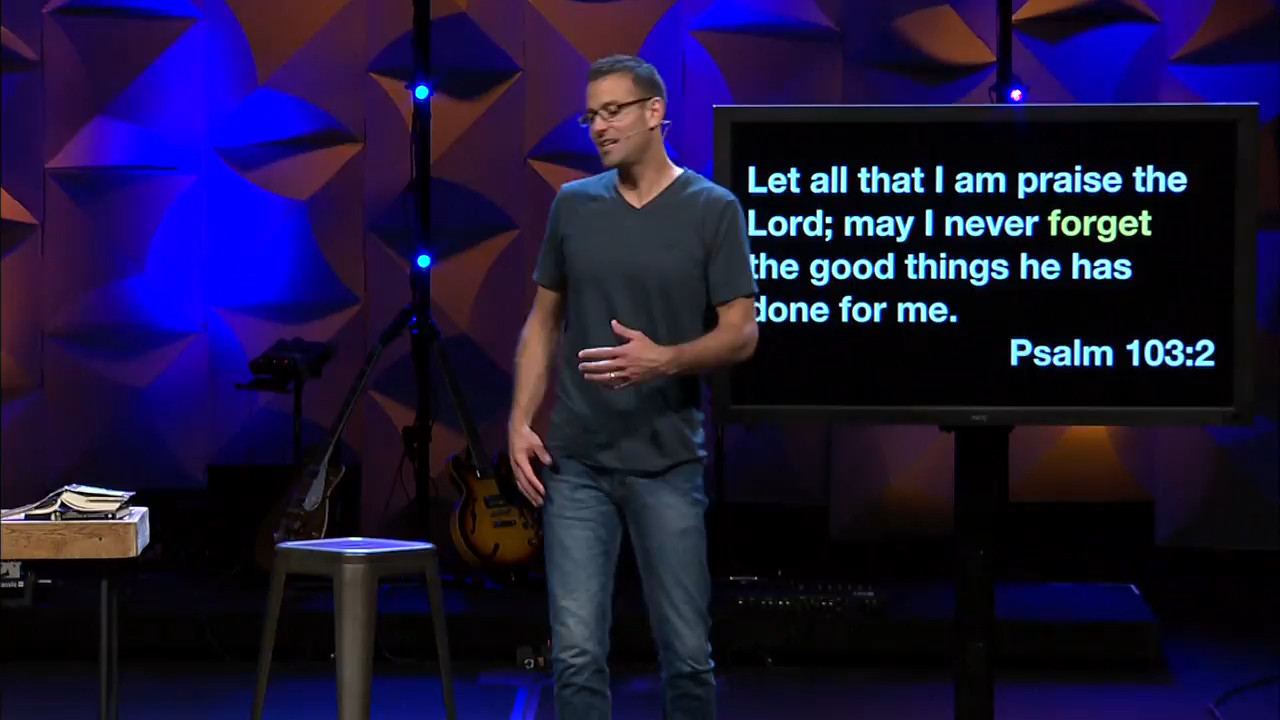 Let all that I am praise the
Lord; may I never forget
the good things he has
done for me.
Psalm 103:2